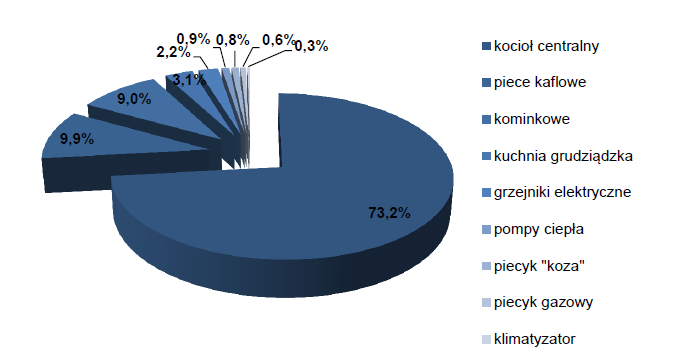 0,9%
0,8%
0,6%
0,3%
2,2%
3,1%
9,0%
9,9%
73,2%
kocioł centralny
piece kaflowe
kominkowe
kuchnia grudziądzka
grzejniki elektryczne
pompy ciepła
piecyk "koza"
piecyk gazowy
klimatyzator